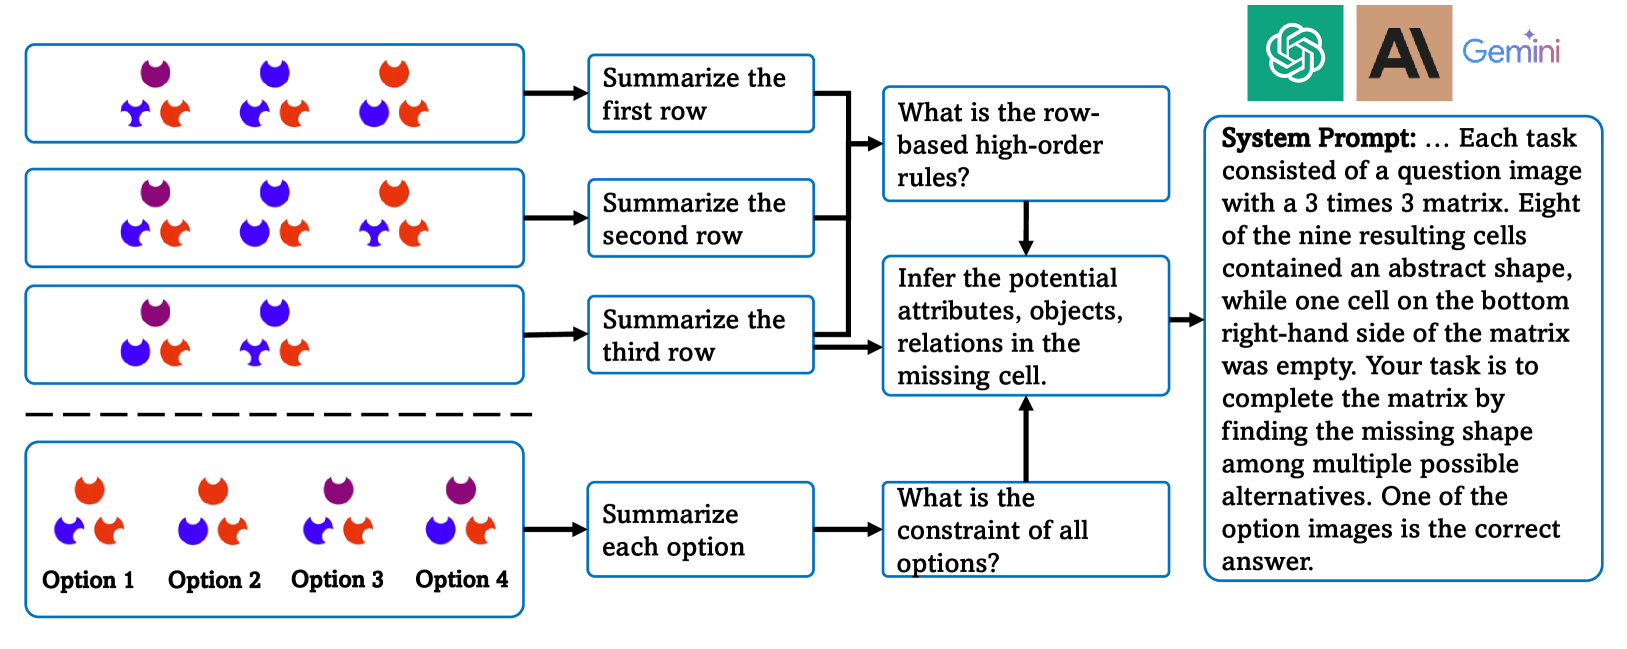 Summarize the
first row
Summarize the
second row
Summarize the
third row
Option 1
Option 2
Option 3
Option 4
Summarize
each option
What is the row-
based high-order
rules?
Infer the potential
attributes, objects,
relations in the
missing cell.
What is the
constraint of all
options?
A\
Gemini
System Prompt: ... Each task
consisted of a question image
with a 3 times 3 matrix. Eight
of the nine resulting cells
contained an abstract shape,
while one cell on the bottom
right-hand side of the matrix
was empty. Your task is to
complete the matrix by
finding the missing shape
among multiple possible
alternatives. One of the
option images is the correct
answer.